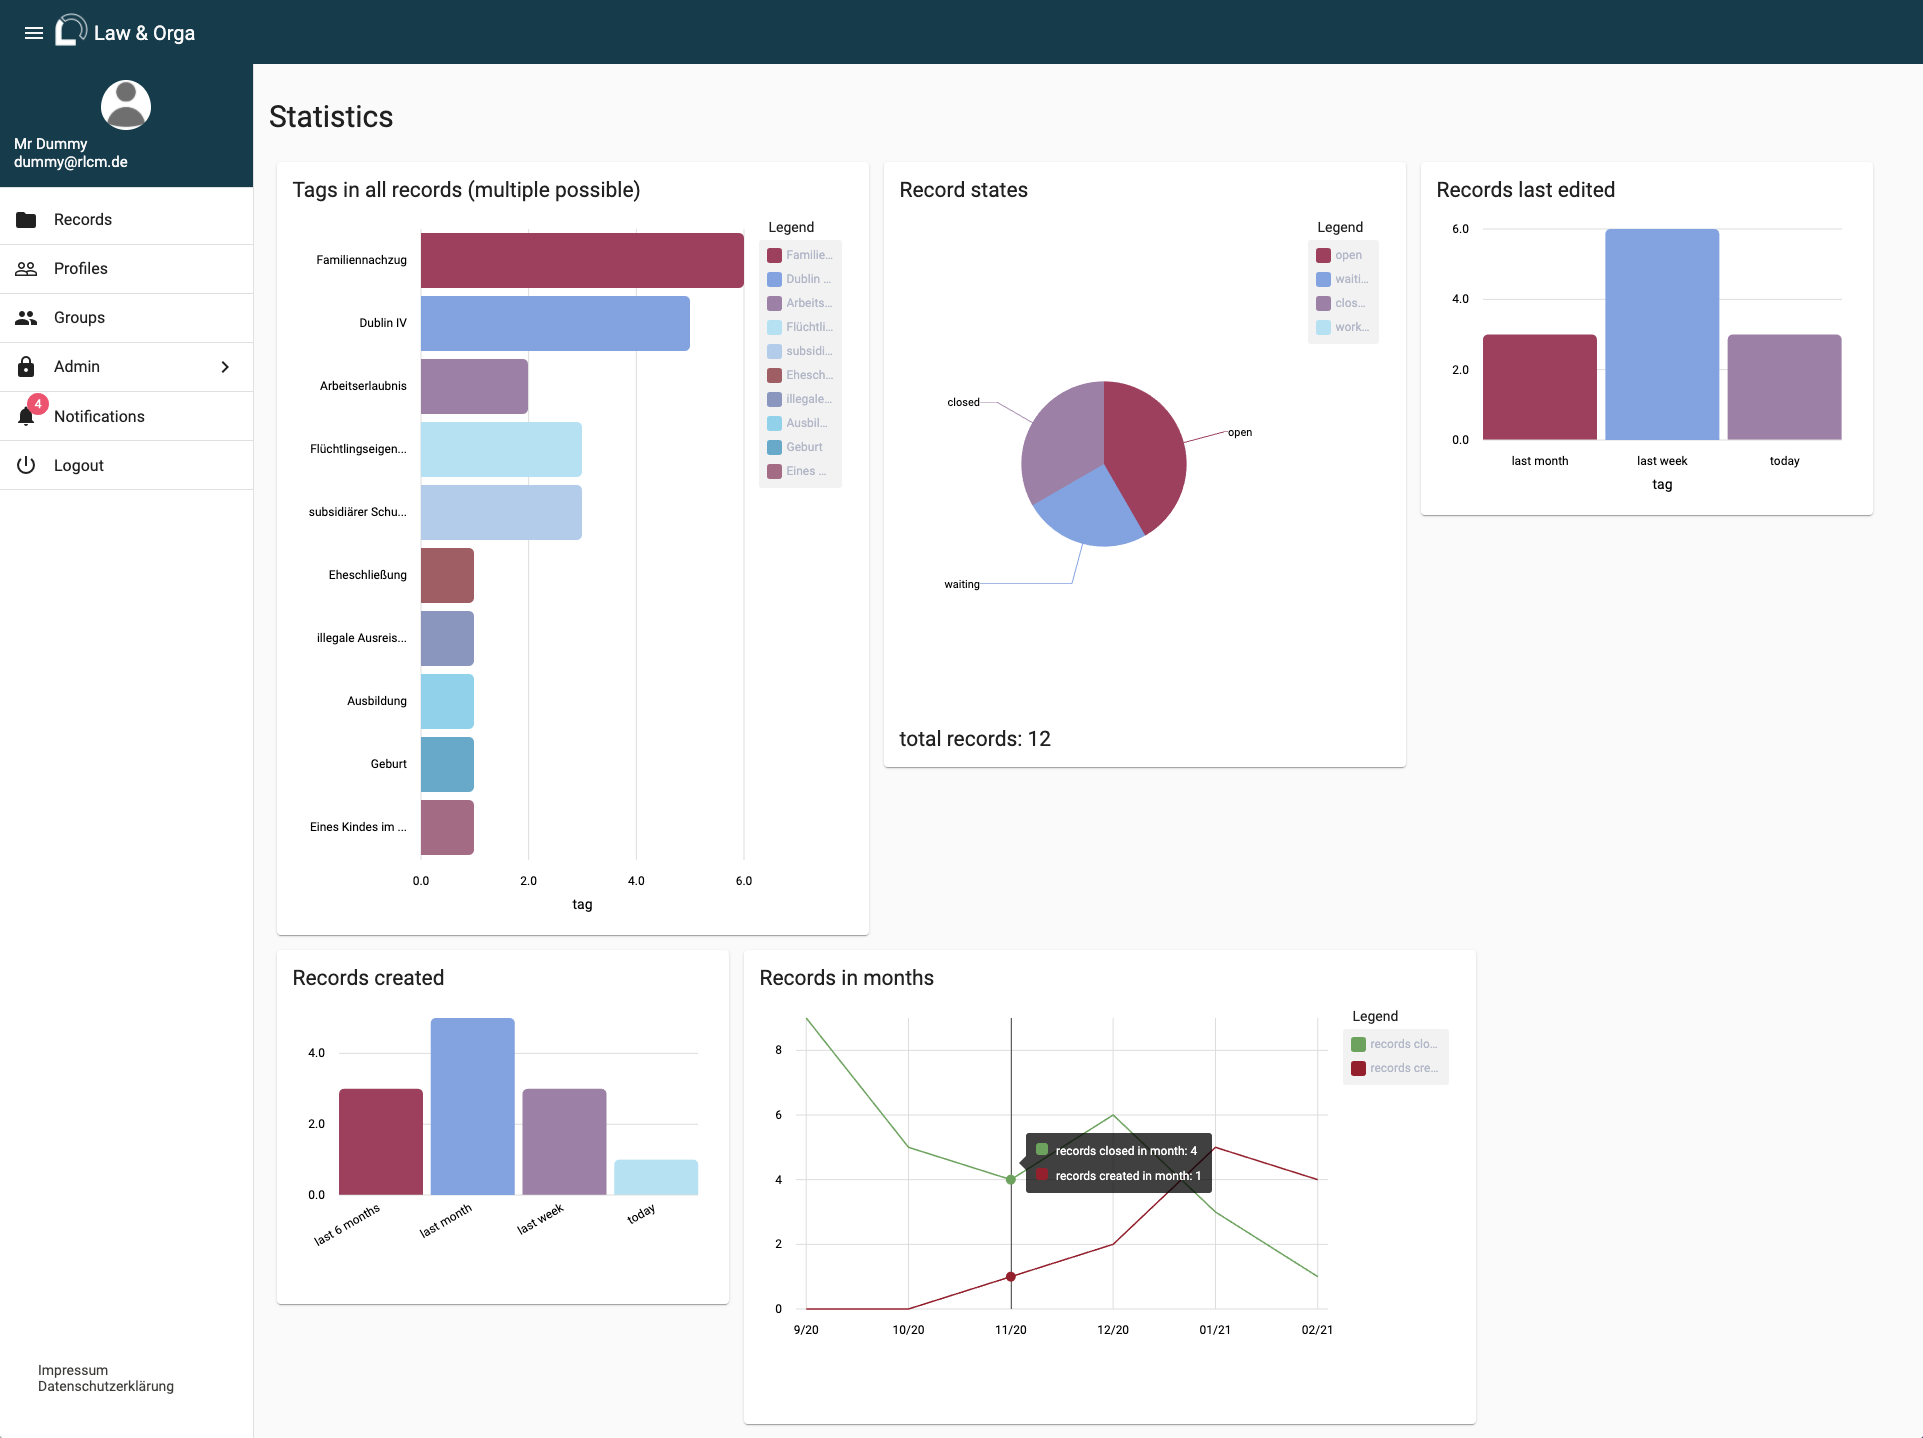 Law & Orga
Mr Dummy
dummy@rlcm.de
Records
Profiles
Groups
Admin
4
Notifications
Logout
Impressum
Datenschutzerklärung
Statistics
Tags in all records (multiple possible)
Familiennachzug
Dublin IV
Arbeitserlaubnis
Flüchtlingseigen...
subsidiärer Schu...
Eheschließung
illegale Ausreis...
Ausbildung
Geburt
Eines Kindes im ...
0.0 2.0 4.0 6.0
tag
Legend
Familie...
Dublin ...
Arbeits...
Flüchtli...
subsidi...
Ehesch...
illegale...
Ausbil...
Geburt
Eines ...
Record states
Legend
open
waiti...
clos...
work...
closed
open
waiting
total records: 12
Records last edited
6.0
4.0
2.0
0.0
last month last week today
tag
Records created
4.0
2.0
0.0
last 6 months last month last week today
Records in months
Legend
records clo...
records cre...
8
6
4
2
0
records closed in month: 4
records created in month: 1
9/20 10/20 11/20 12/20 01/21 02/21